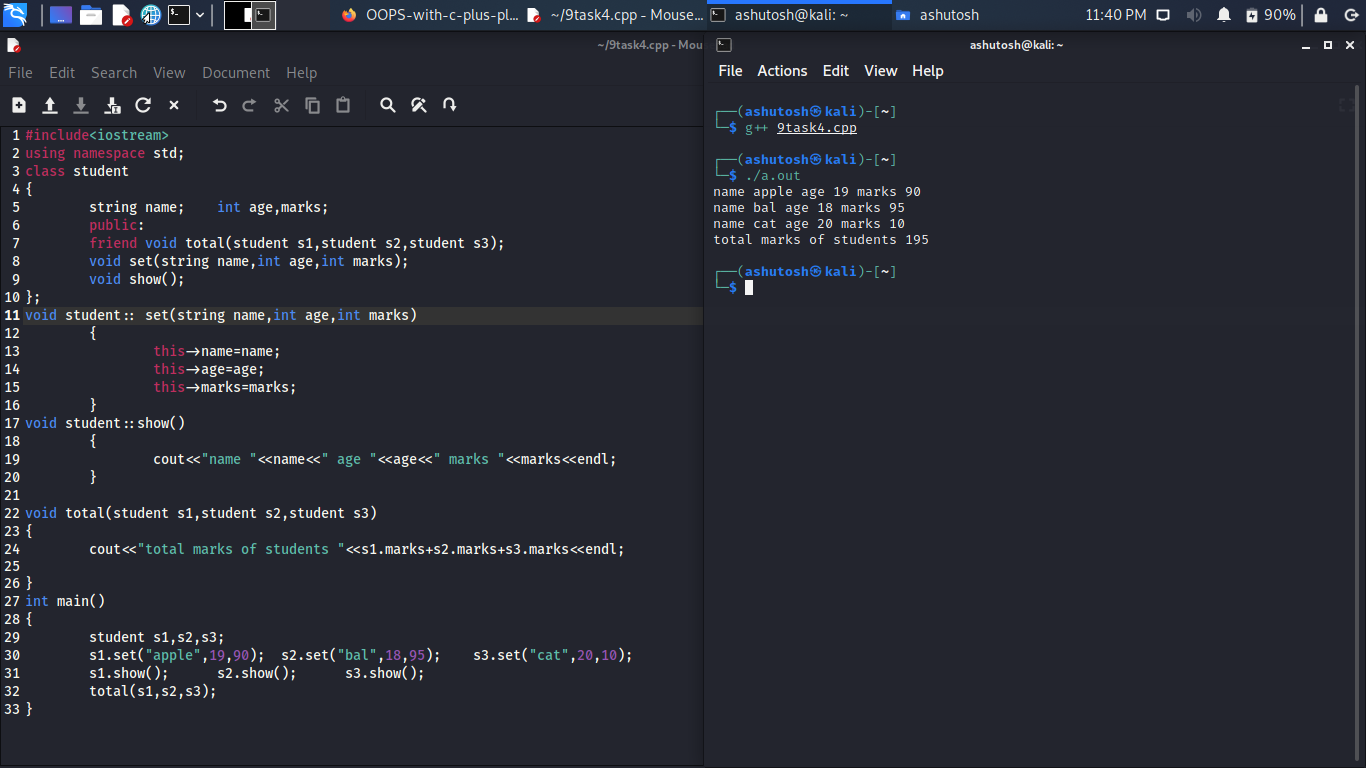 OOPS-with-c-plus-pl...
~/9task4.cpp - Mouse...
ashutosh@kali: ~
ashutosh
11:40 PM
90%
~/9task4.cpp - Mou
File Edit Search View Document Help
1 #include<iostream>
2 using namespace std;
3 class student
4 {
5 string name; int age,marks;
6 public:
7 friend void total(student s1,student s2,student s3);
8 void set(string name,int age,int marks);
9 void show();
10 };
11 void student:: set(string name,int age,int marks)
12 {
13 this->name=name;
14 this->age=age;
15 this->marks=marks;
16 }
17 void student::show()
18 {
19 cout<<"name "<<name<<" age "<<age<<" marks "<<marks<<endl;
20 }
21
22 void total(student s1,student s2,student s3)
23 {
24 cout<<"total marks of students "<<s1.marks+s2.marks+s3.marks<<endl;
25
26 }
27 int main()
28 {
29 student s1,s2,s3;
30 s1.set("apple",19,90); s2.set("bal",18,95); s3.set("cat",20,10);
31 s1.show(); s2.show(); s3.show();
32 total(s1,s2,s3);
33 }
ashutosh@kali: ~
File Actions Edit View Help
┌──(ashutosh㉿kali)-[~]
└─$ g++ 9task4.cpp
┌──(ashutosh㉿kali)-[~]
└─$ ./a.out
name apple age 19 marks 90
name bal age 18 marks 95
name cat age 20 marks 10
total marks of students 195
┌──(ashutosh㉿kali)-[~]
└─$